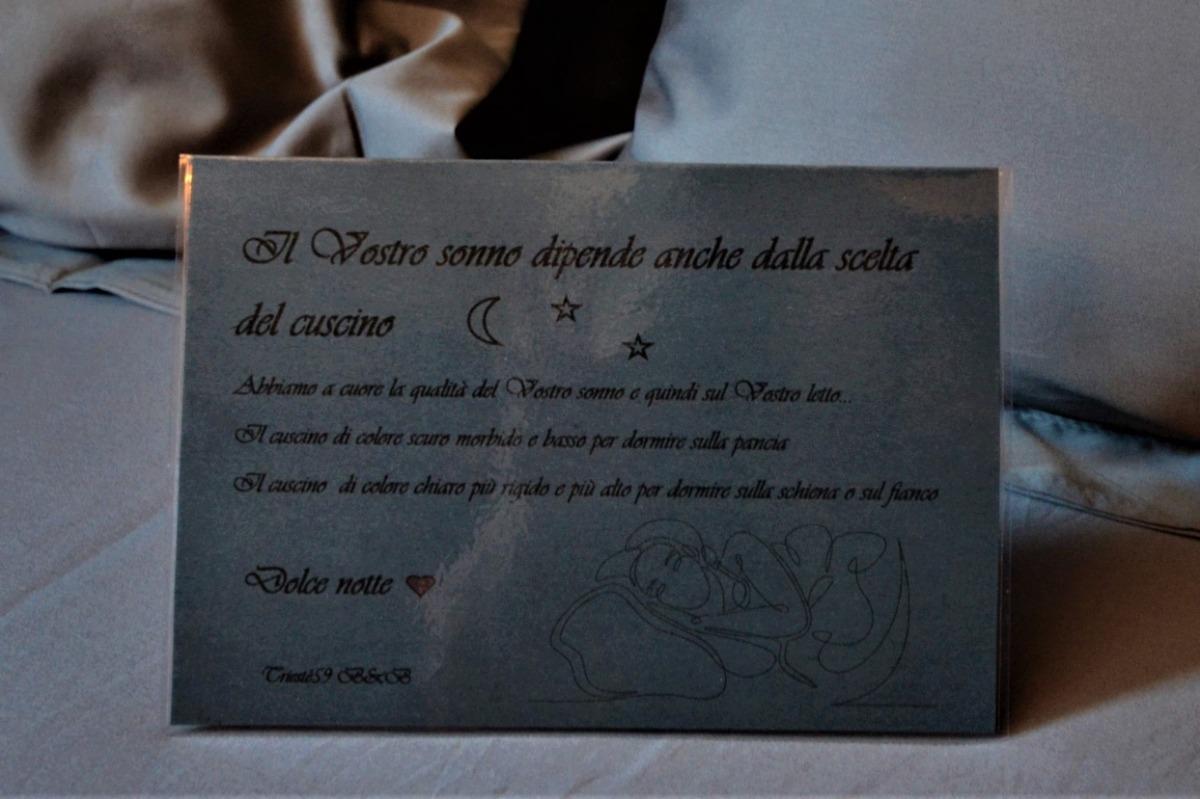 Il Vostro sonno dipende anche dalla scelta
del cuscino
Abbiamo a cuore la qualità del Vostro sonno e quindi sul Vostro letto...
Il cuscino di colore scuro morbido e basso per dormire sulla pancia
Il cuscino di colore chiaro più rigido e più alto per dormire sulla schiena o sul fianco
Dolce notte
Trieste59 B&B